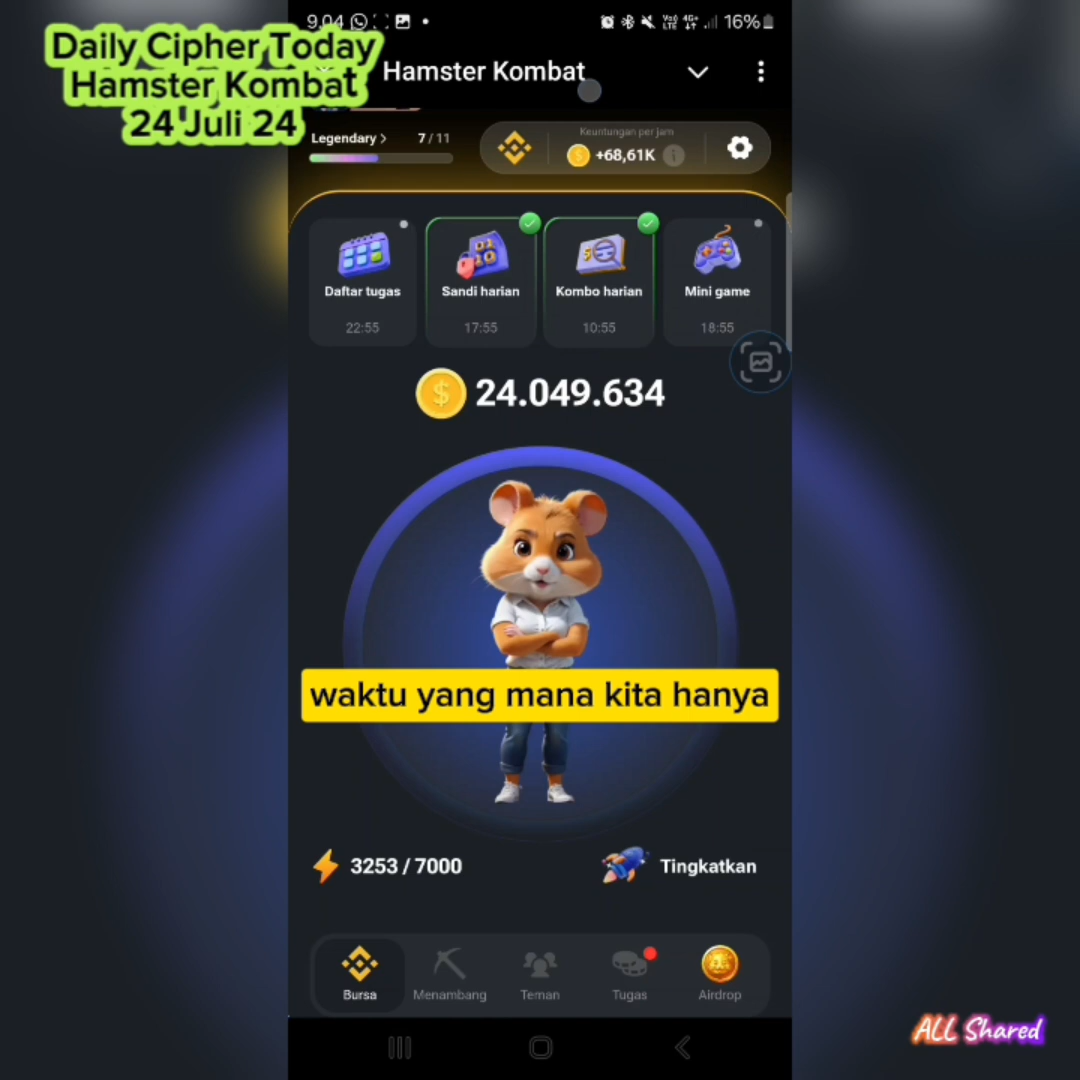 Daily Cipher Today
Hamster Kombat
24 Juli 24
9.04
16%
Hamster Kombat
Legendary >
7 / 11
Keuntungan per jam
+68,61K
Daftar tugas
22:55
Sandi harian
17:55
Kombo harian
10:55
Mini game
18:55
24.049.634
waktu yang mana kita hanya
3253 / 7000
Tingkatkan
Bursa
Menambang
Teman
Tugas
Airdrop
ALL Shared